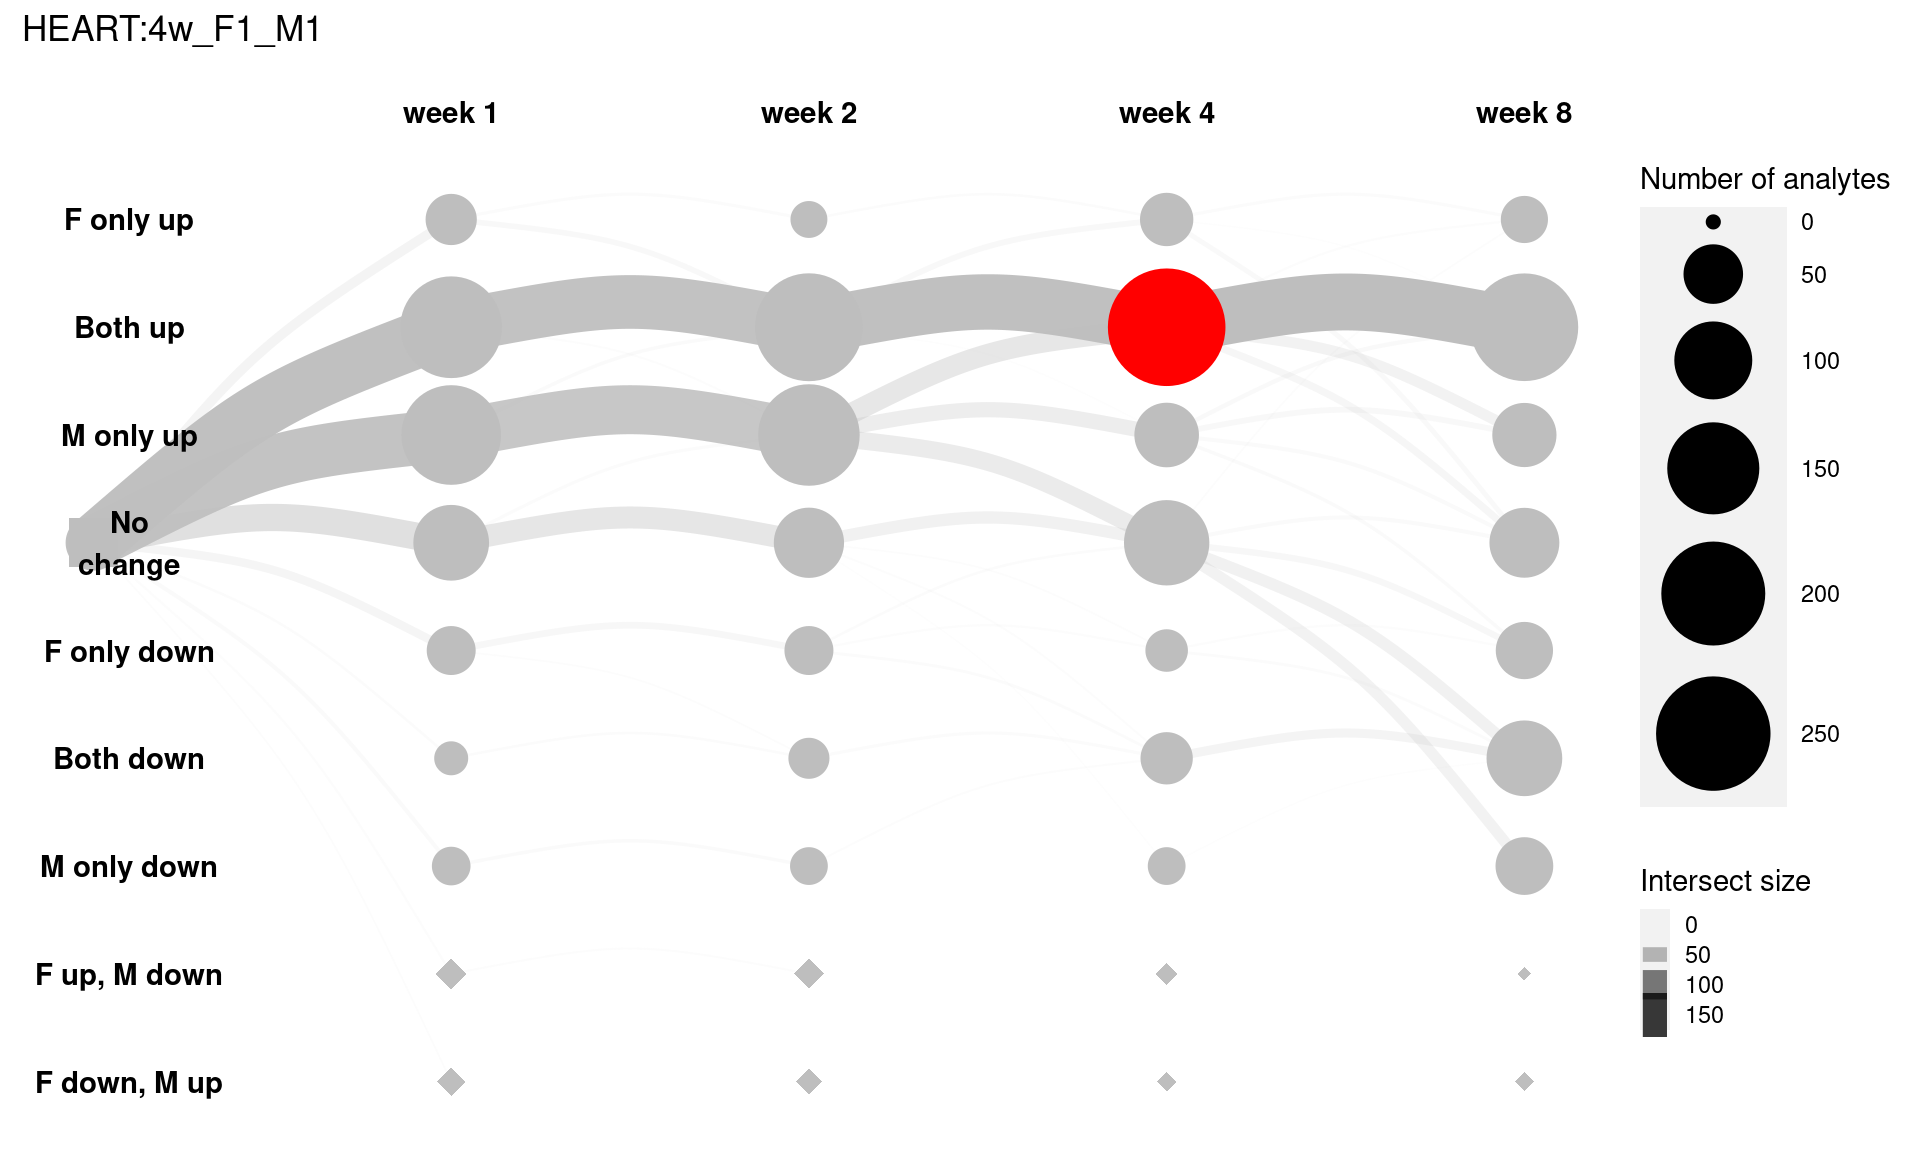 HEART:4w_F1_M1
week 1
week 2
week 4
week 8
F only up
Both up
M only up
No
change
F only down
Both down
M only down
F up, M down
F down, M up
Number of analytes
0
50
100
150
200
250
Intersect size
0
50
100
150